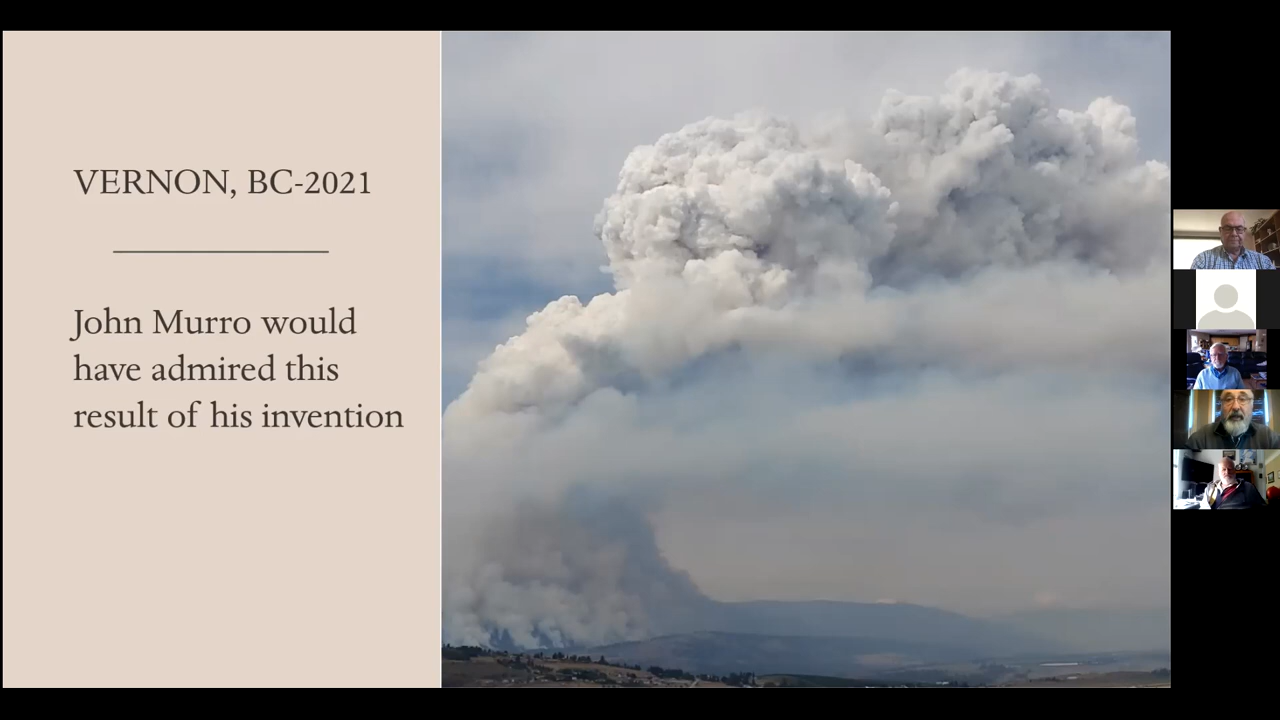 VERNON, BC-2021
John Murro would
have admired this
result of his invention